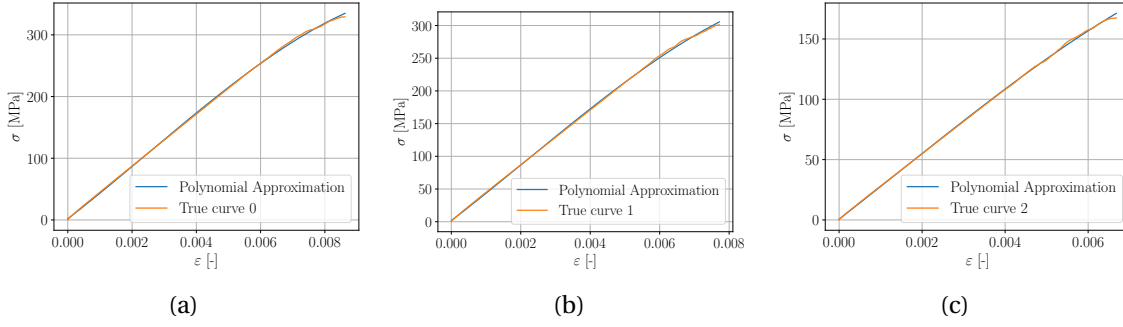 300
200
100
0
σ [MPa]
Polynomial Approximation
True curve 0
0.000 0.002 0.004 0.006 0.008
ε [-]
(a)
300
250
200
150
100
50
0
σ [MPa]
Polynomial Approximation
True curve 1
0.000 0.002 0.004 0.006 0.008
ε [-]
(b)
150
100
50
0
σ [MPa]
Polynomial Approximation
True curve 2
0.000 0.002 0.004 0.006
ε [-]
(c)